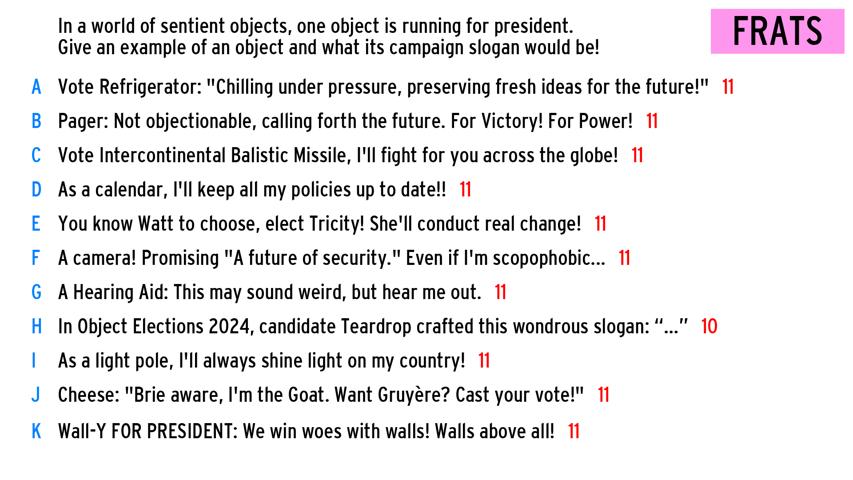 In a world of sentient objects, one object is running for president.
Give an example of an object and what its campaign slogan would be!
FRATS
A Vote Refrigerator: "Chilling under pressure, preserving fresh ideas for the future!" 11
B Pager: Not objectionable, calling forth the future. For Victory! For Power! 11
C Vote Intercontinental Balistic Missile, I'll fight for you across the globe! 11
D As a calendar, I'll keep all my policies up to date!! 11
E You know Watt to choose, elect Tricity! She'll conduct real change! 11
F A camera! Promising "A future of security." Even if I'm scopophobic... 11
G A Hearing Aid: This may sound weird, but hear me out. 11
H In Object Elections 2024, candidate Teardrop crafted this wondrous slogan: “...” 10
I As a light pole, I'll always shine light on my country! 11
J Cheese: "Brie aware, I'm the Goat. Want Gruyère? Cast your vote!" 11
K Wall-Y FOR PRESIDENT: We win woes with walls! Walls above all! 11